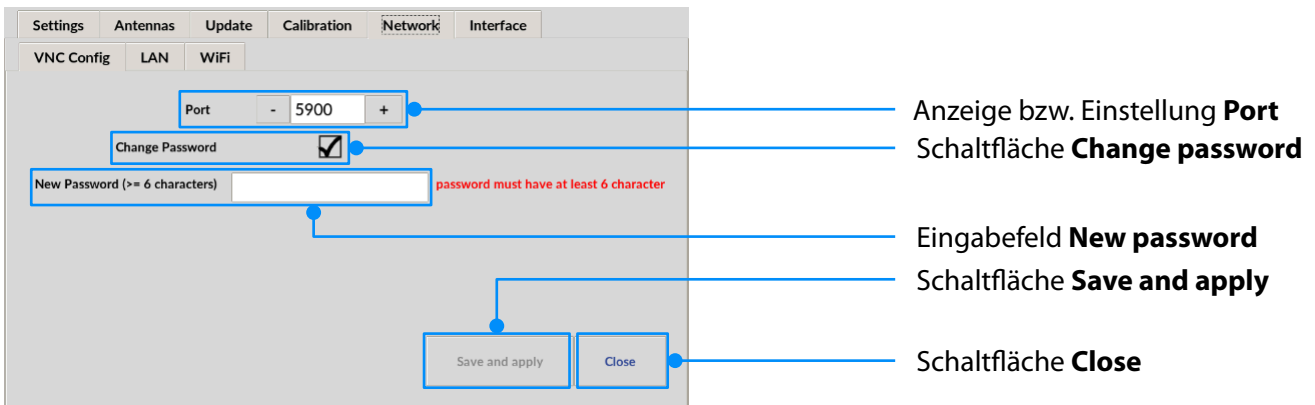 Settings Antennas Update Calibration Network Interface
VNC Config LAN WiFi
Port - 5900 +
Anzeige bzw. Einstellung Port
Change Password
Schaltfläche Change password
New Password (>= 6 characters)
password must have at least 6 character
Eingabefeld New password
Schaltfläche Save and apply
Save and apply Close
Schaltfläche Close